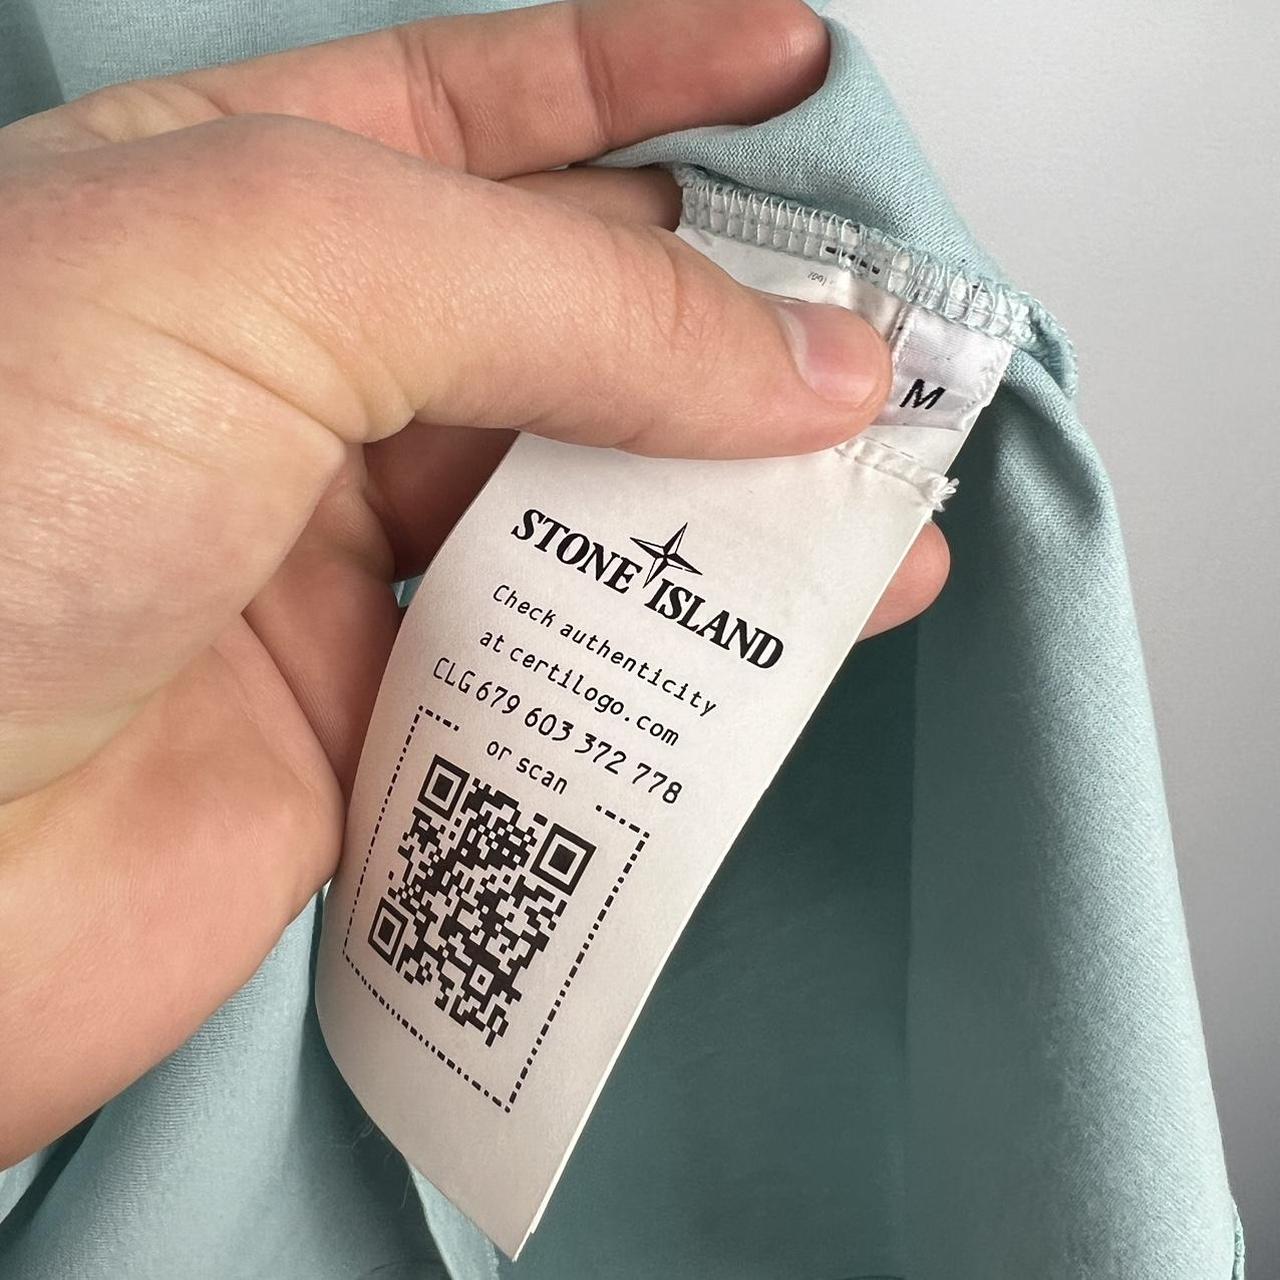 M
STONE ISLAND
Check authenticity
at certilogo.com
CLG 679 603 372 778
or scan